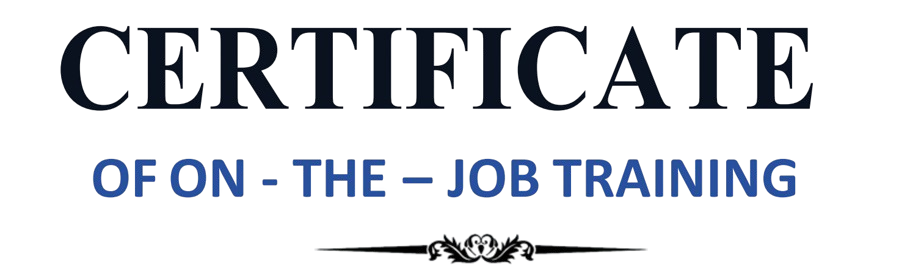 CERTIFICATE
OF ON - THE – JOB TRAINING